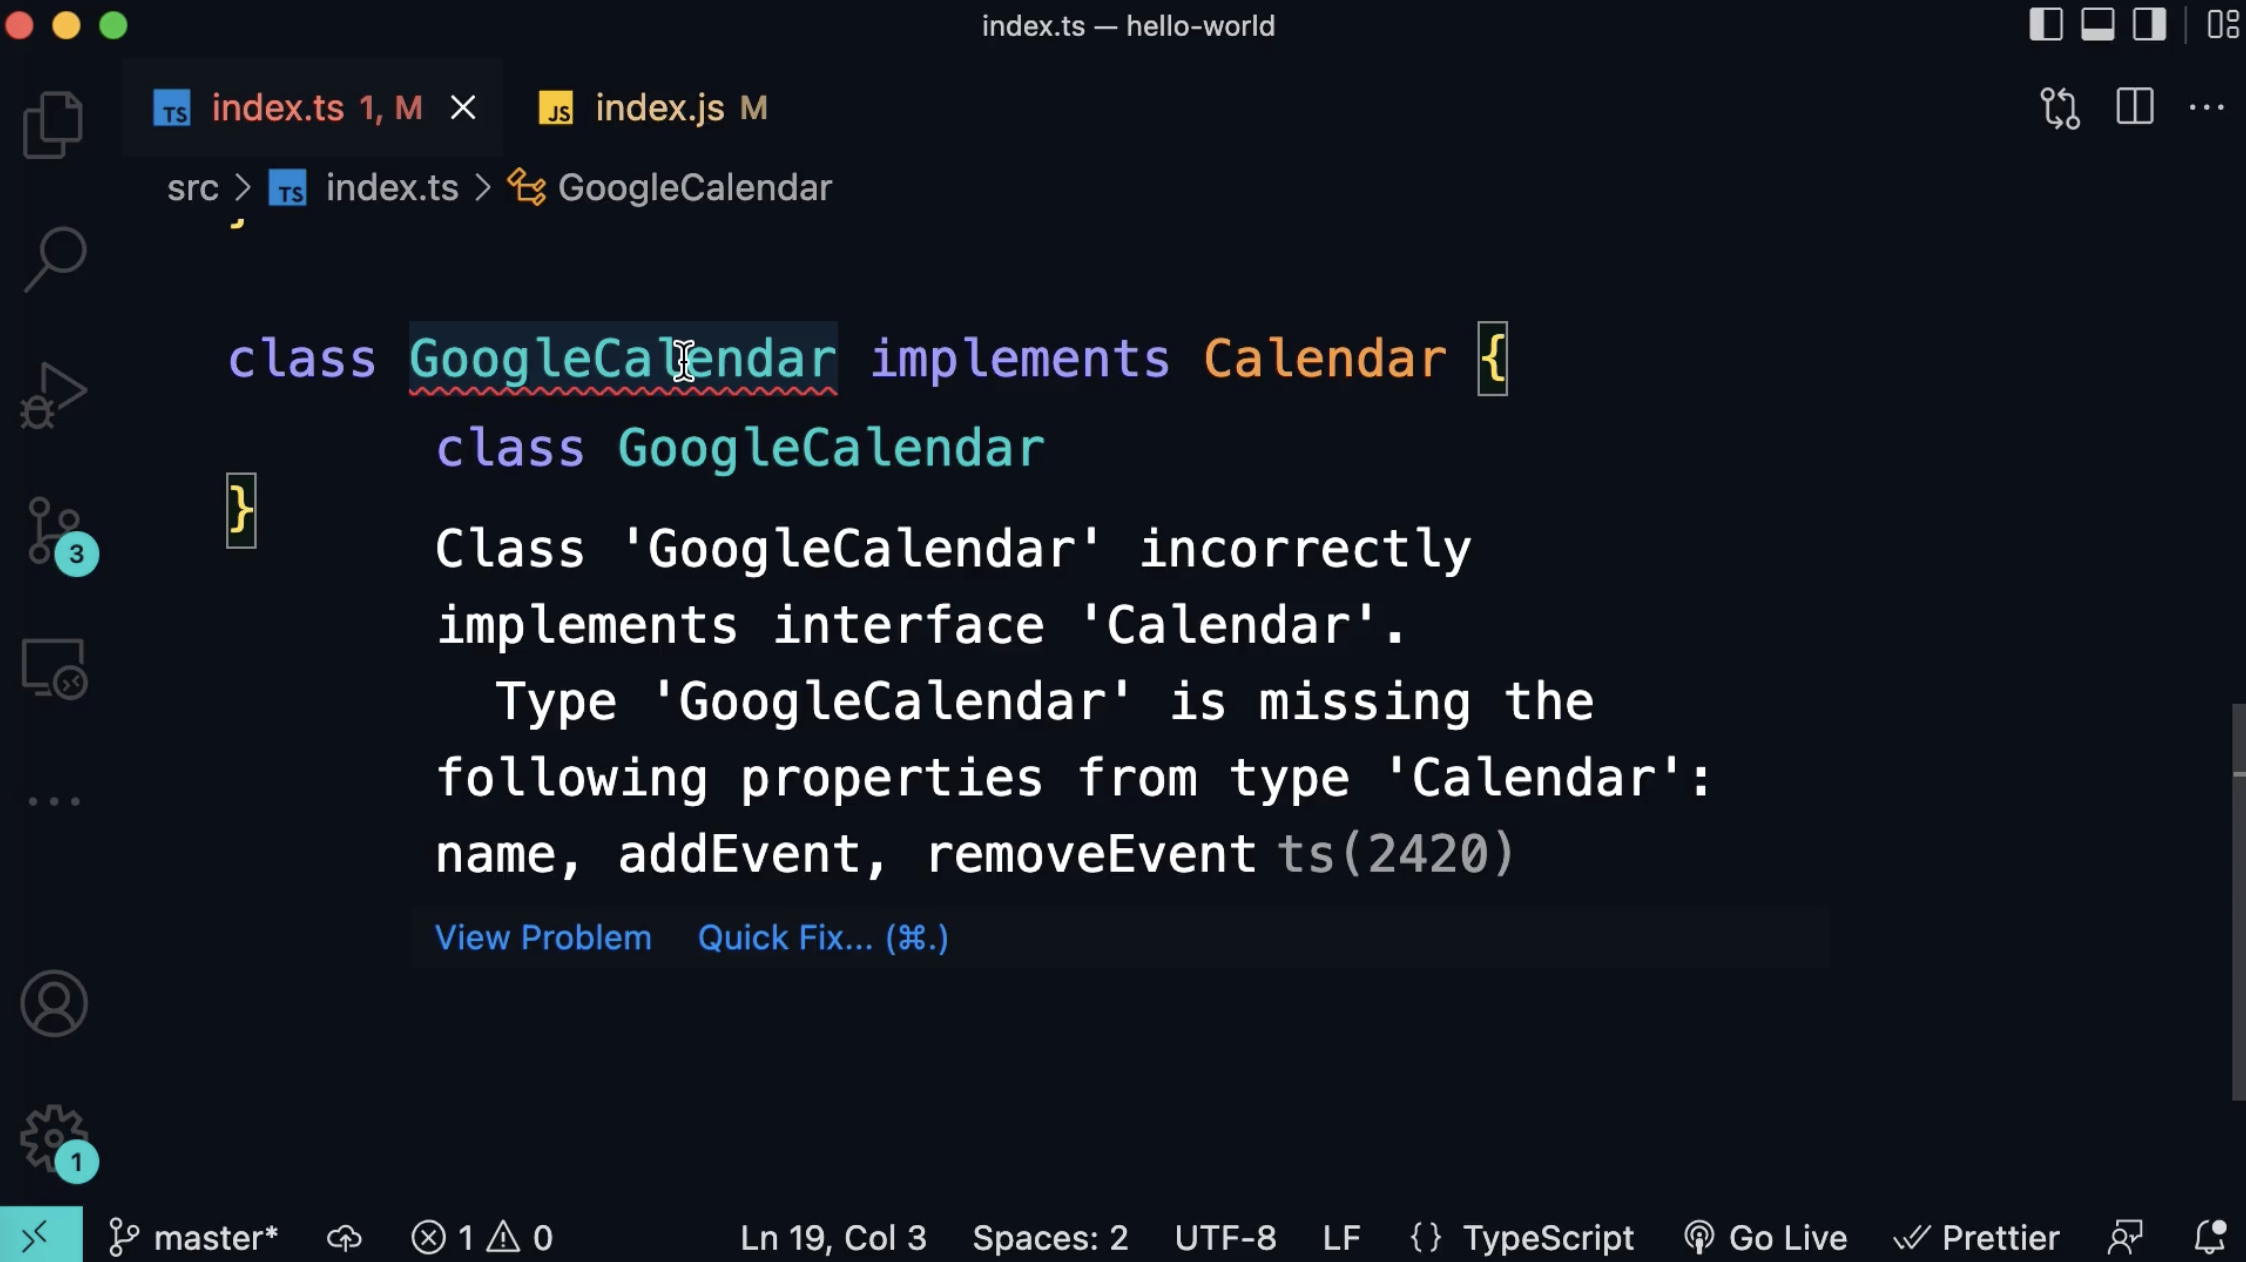 index.ts — hello-world
TS index.ts 1, M JS index.js M
src > TS index.ts > GoogleCalendar
}
class GoogleCalendar implements Calendar {
class GoogleCalendar
}
Class 'GoogleCalendar' incorrectly
implements interface 'Calendar'.
Type 'GoogleCalendar' is missing the
following properties from type 'Calendar':
name, addEvent, removeEvent ts(2420)
View Problem Quick Fix... (⌘.)
3
1
master* 1 0 Ln 19, Col 3 Spaces: 2 UTF-8 LF {} TypeScript Go Live Prettier